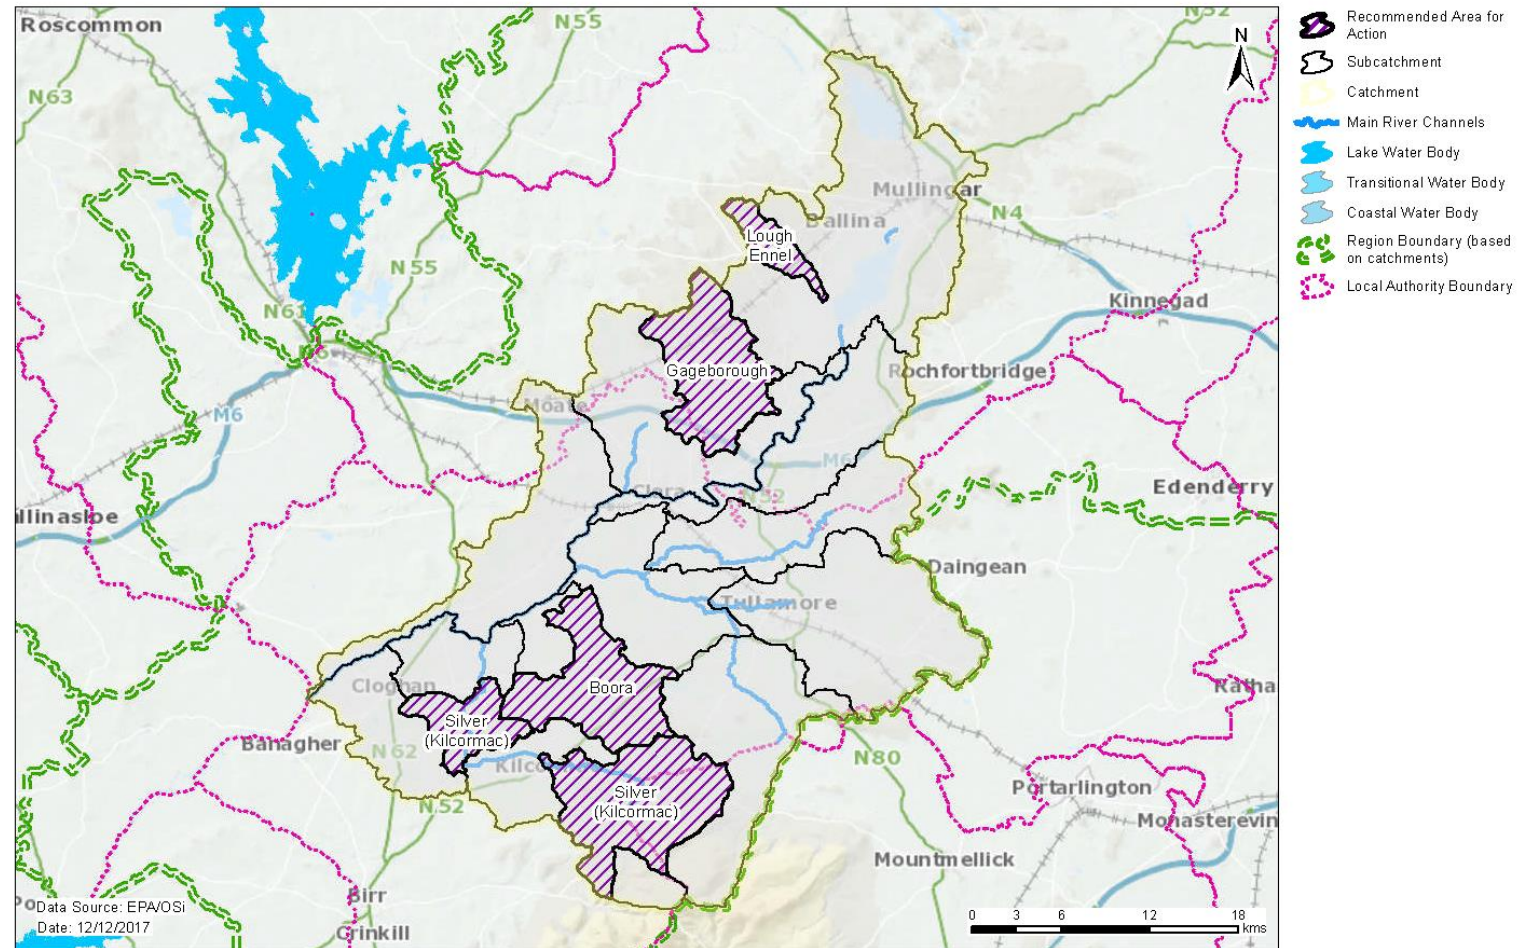 Roscommon
N55
N52
N63
N
Mullingar
Ballina
N4
Lough
Ennel
N55
N61
Kinnegad
Gageborough
Rochfortbridge
M6
Moate
M6
Clara
N52
Edenderry
llinasloe
Daingean
Tullamore
Cloghan
Boora
Ratha
Silver
(Kilcormac)
Banagher
N62
Kilco
N80
Silver
(Kilcormac)
Portarlington
N52
Monasterevin
Mountmellick
Birr
Crinkill
Po
Data Source: EPA/OSi
Date: 12/12/2017
0 3 6 12 18
kms
Recommended Area for
Action
Subcatchment
Catchment
Main River Channels
Lake Water Body
Transitional Water Body
Coastal Water Body
Region Boundary (based
on catchments)
Local Authority Boundary